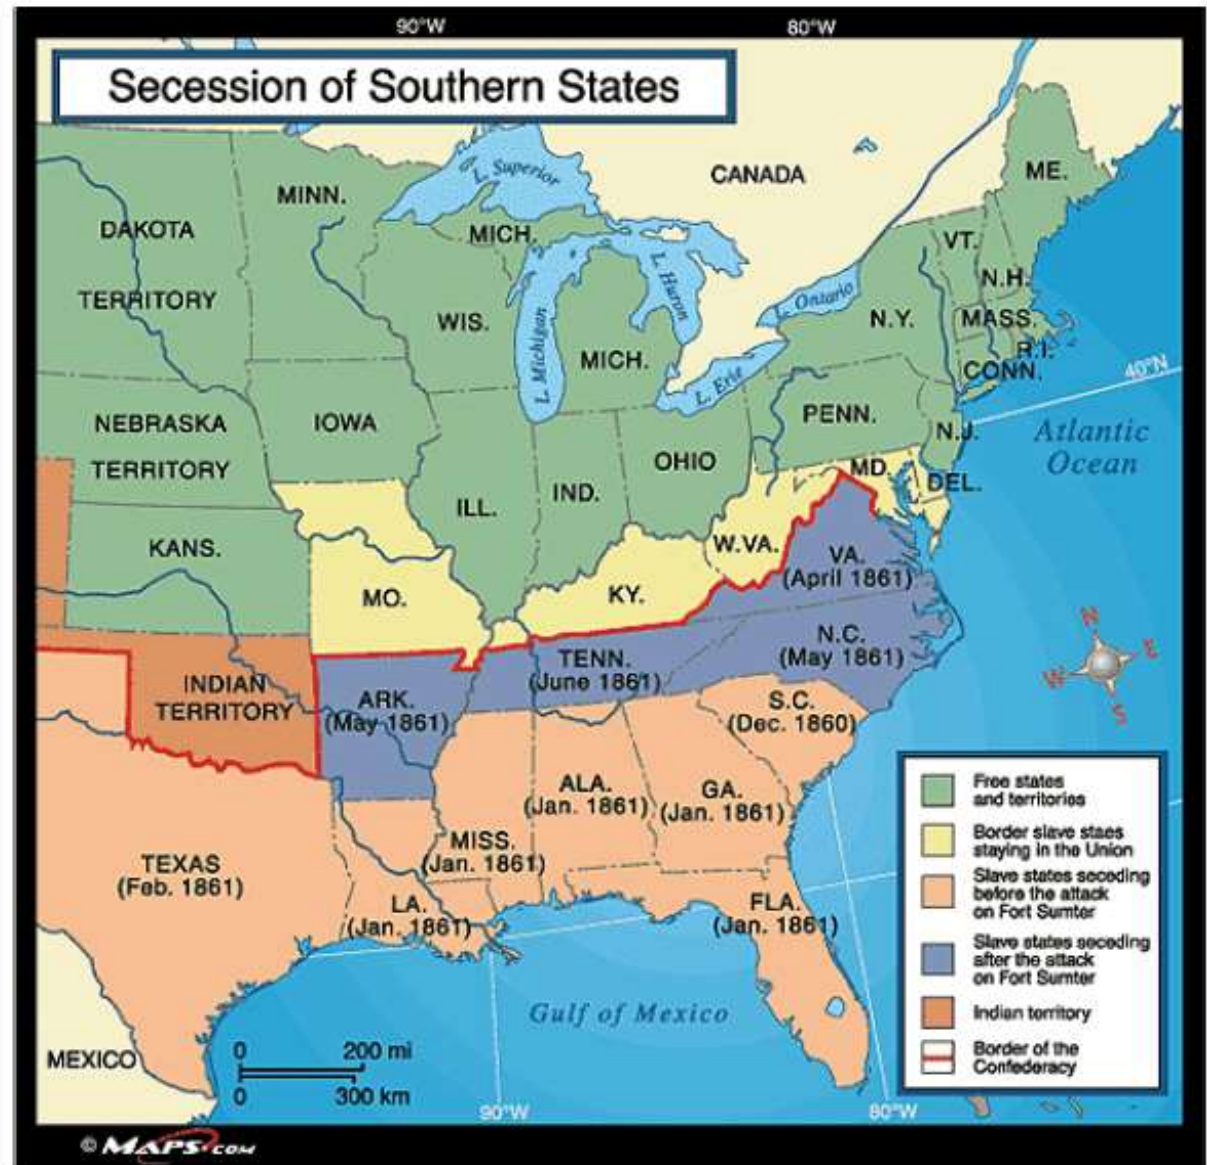 90°W
80°W
Secession of Southern States
CANADA
L. Superior
ME.
MINN.
DAKOTA
TERRITORY
MICH.
VT.
N.H.
L. Huron
L. Ontario
N.Y.
MASS.
R.I.
CONN.
WIS.
L. Michigan
MICH.
L. Erie
40°N
NEBRASKA
TERRITORY
IOWA
PENN.
N.J.
Atlantic
Ocean
OHIO
MD.
DEL.
ILL.
IND.
KANS.
W.VA.
VA.
(April 1861)
MO.
KY.
N.C.
(May 1861)
TENN.
(June 1861)
N
E
W
S
INDIAN
TERRITORY
ARK.
(May 1861)
S.C.
(Dec. 1860)
ALA.
(Jan. 1861)
GA.
(Jan. 1861)
MISS.
(Jan. 1861)
TEXAS
(Feb. 1861)
LA.
(Jan. 1861)
FLA.
(Jan. 1861)
Free states
and territories
Border slave staes
staying in the Union
Slave states seceding
before the attack
on Fort Sumter
Slave states seceding
after the attack
on Fort Sumter
Indian territory
Border of the
Confederacy
Gulf of Mexico
MEXICO
0 200 mi
0 300 km
90°W
80°W
© MAPS.COM